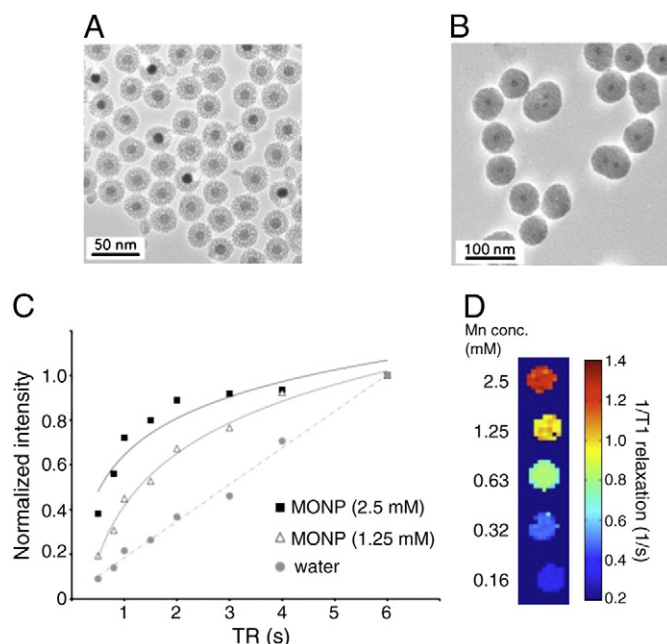 A
B
50 nm
100 nm
C
Normalized intensity
1.0
0.8
0.6
0.4
0.2
0
1
2
3
4
5
6
TR (s)
MONP (2.5 mM)
MONP (1.25 mM)
water
D
Mn conc.
(mM)
2.5
1.25
0.63
0.32
0.16
1.4
1.2
1.0
0.8
0.6
0.4
0.2
1/T1 relaxation (1/s)